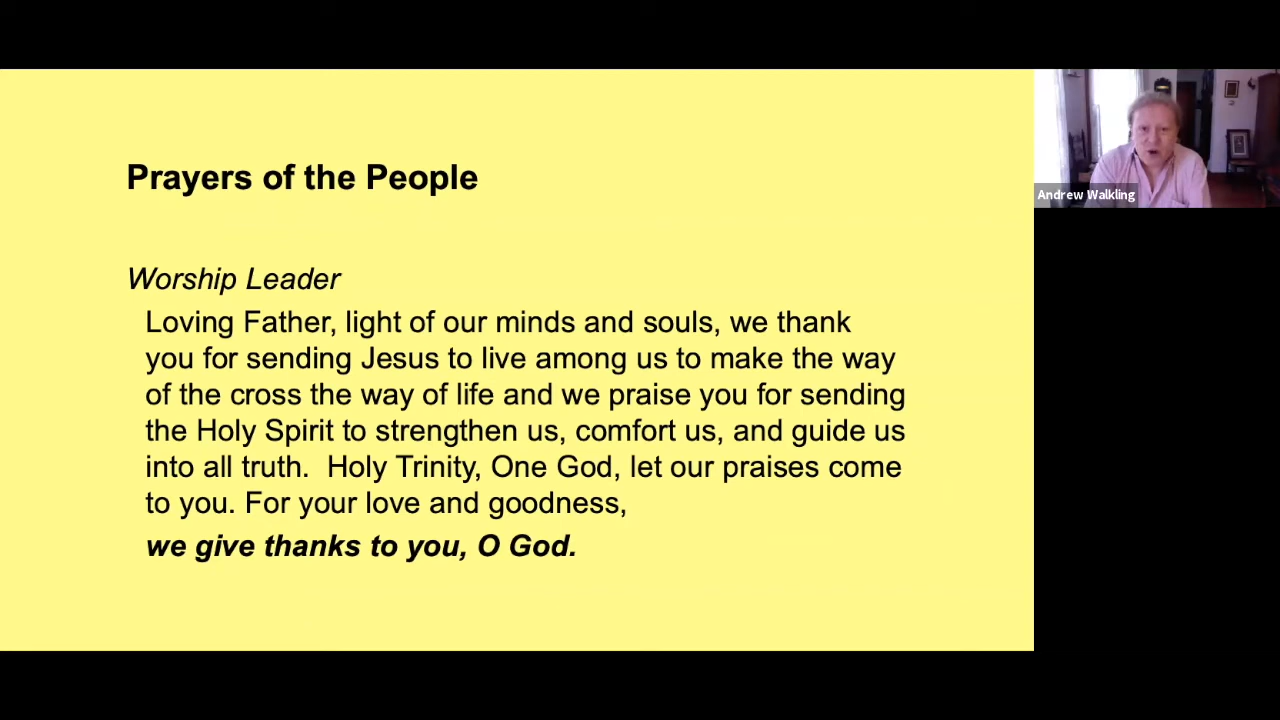 Prayers of the People
Worship Leader
Loving Father, light of our minds and souls, we thank
you for sending Jesus to live among us to make the way
of the cross the way of life and we praise you for sending
the Holy Spirit to strengthen us, comfort us, and guide us
into all truth.  Holy Trinity, One God, let our praises come
to you. For your love and goodness,
we give thanks to you, O God.
Andrew Walkling